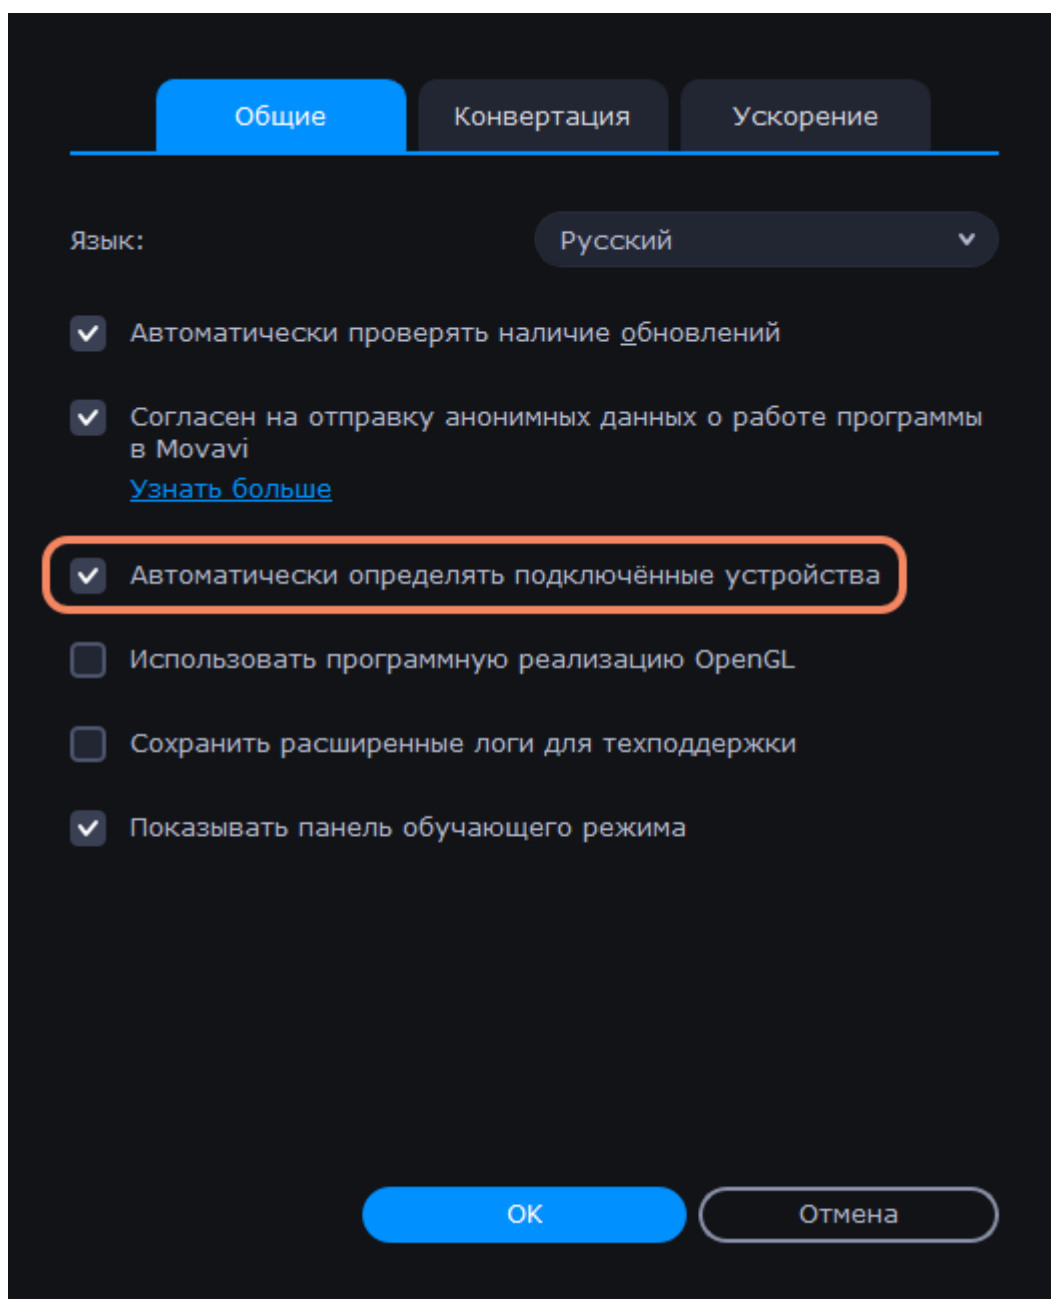 Общие
Конвертация
Ускорение
Язык:
Русский
Автоматически проверять наличие обновлений
Согласен на отправку анонимных данных о работе программы
в Movavi
Узнать больше
Автоматически определять подключённые устройства
Использовать программную реализацию OpenGL
Сохранить расширенные логи для техподдержки
Показывать панель обучающего режима
OK
Отмена